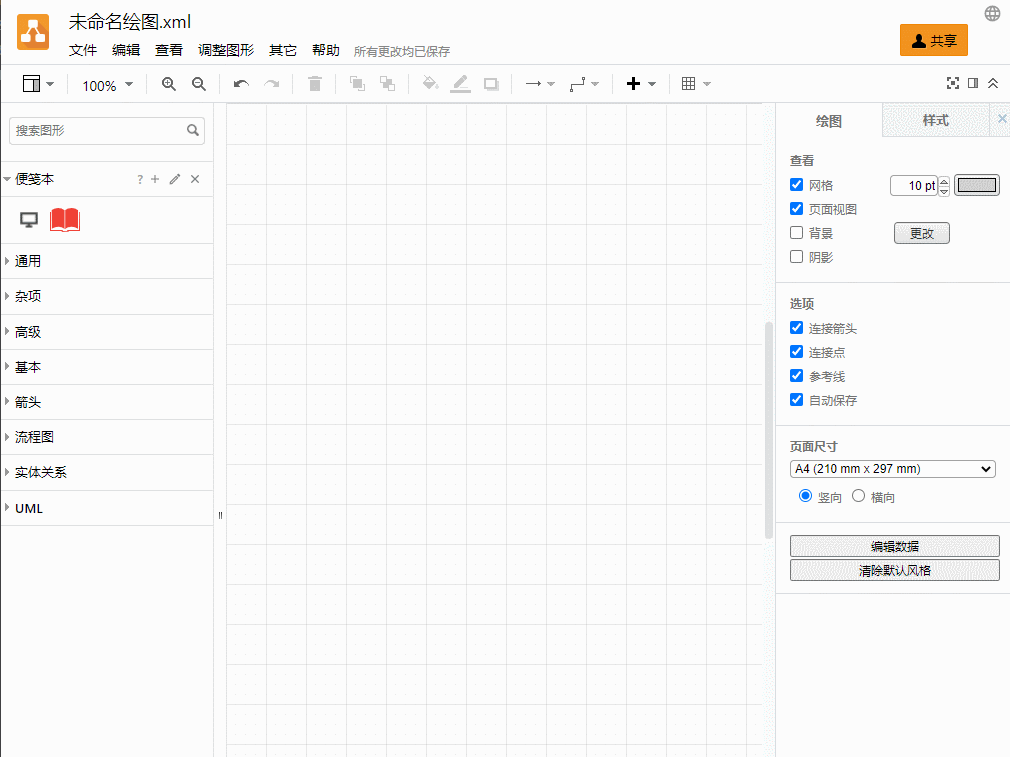 未命名绘图.xml
文件 编辑 查看 调整图形 其它 帮助 所有更改均已保存
共享
100%
搜索图形
便笺本 ?
通用
杂项
高级
基本
箭头
流程图
实体关系
UML
绘图 样式
查看
网格 10 pt
页面视图
背景 更改
阴影
选项
连接箭头
连接点
参考线
自动保存
页面尺寸
A4 (210 mm x 297 mm)
竖向 横向
编辑数据
清除默认风格